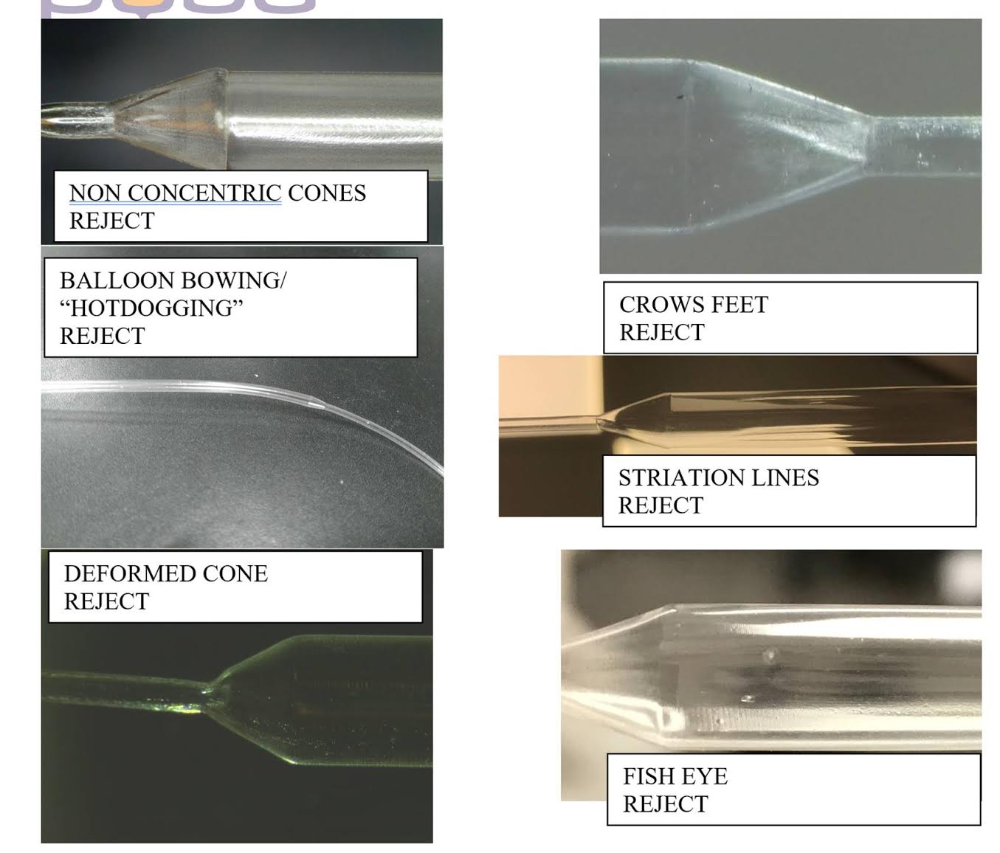 NON CONCENTRIC CONES
REJECT
BALLOON BOWING/
“HOTDOGGING”
REJECT
DEFORMED CONE
REJECT
CROWS FEET
REJECT
STRIATION LINES
REJECT
FISH EYE
REJECT